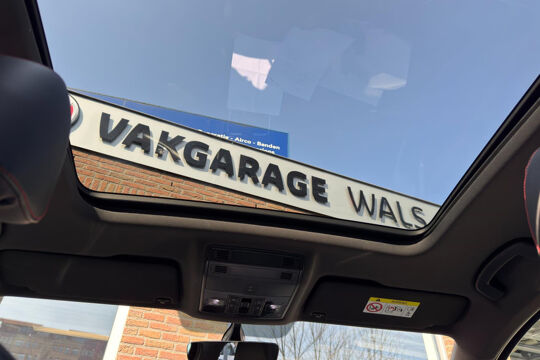 Airco - Banden
VAKGARAGE WALS